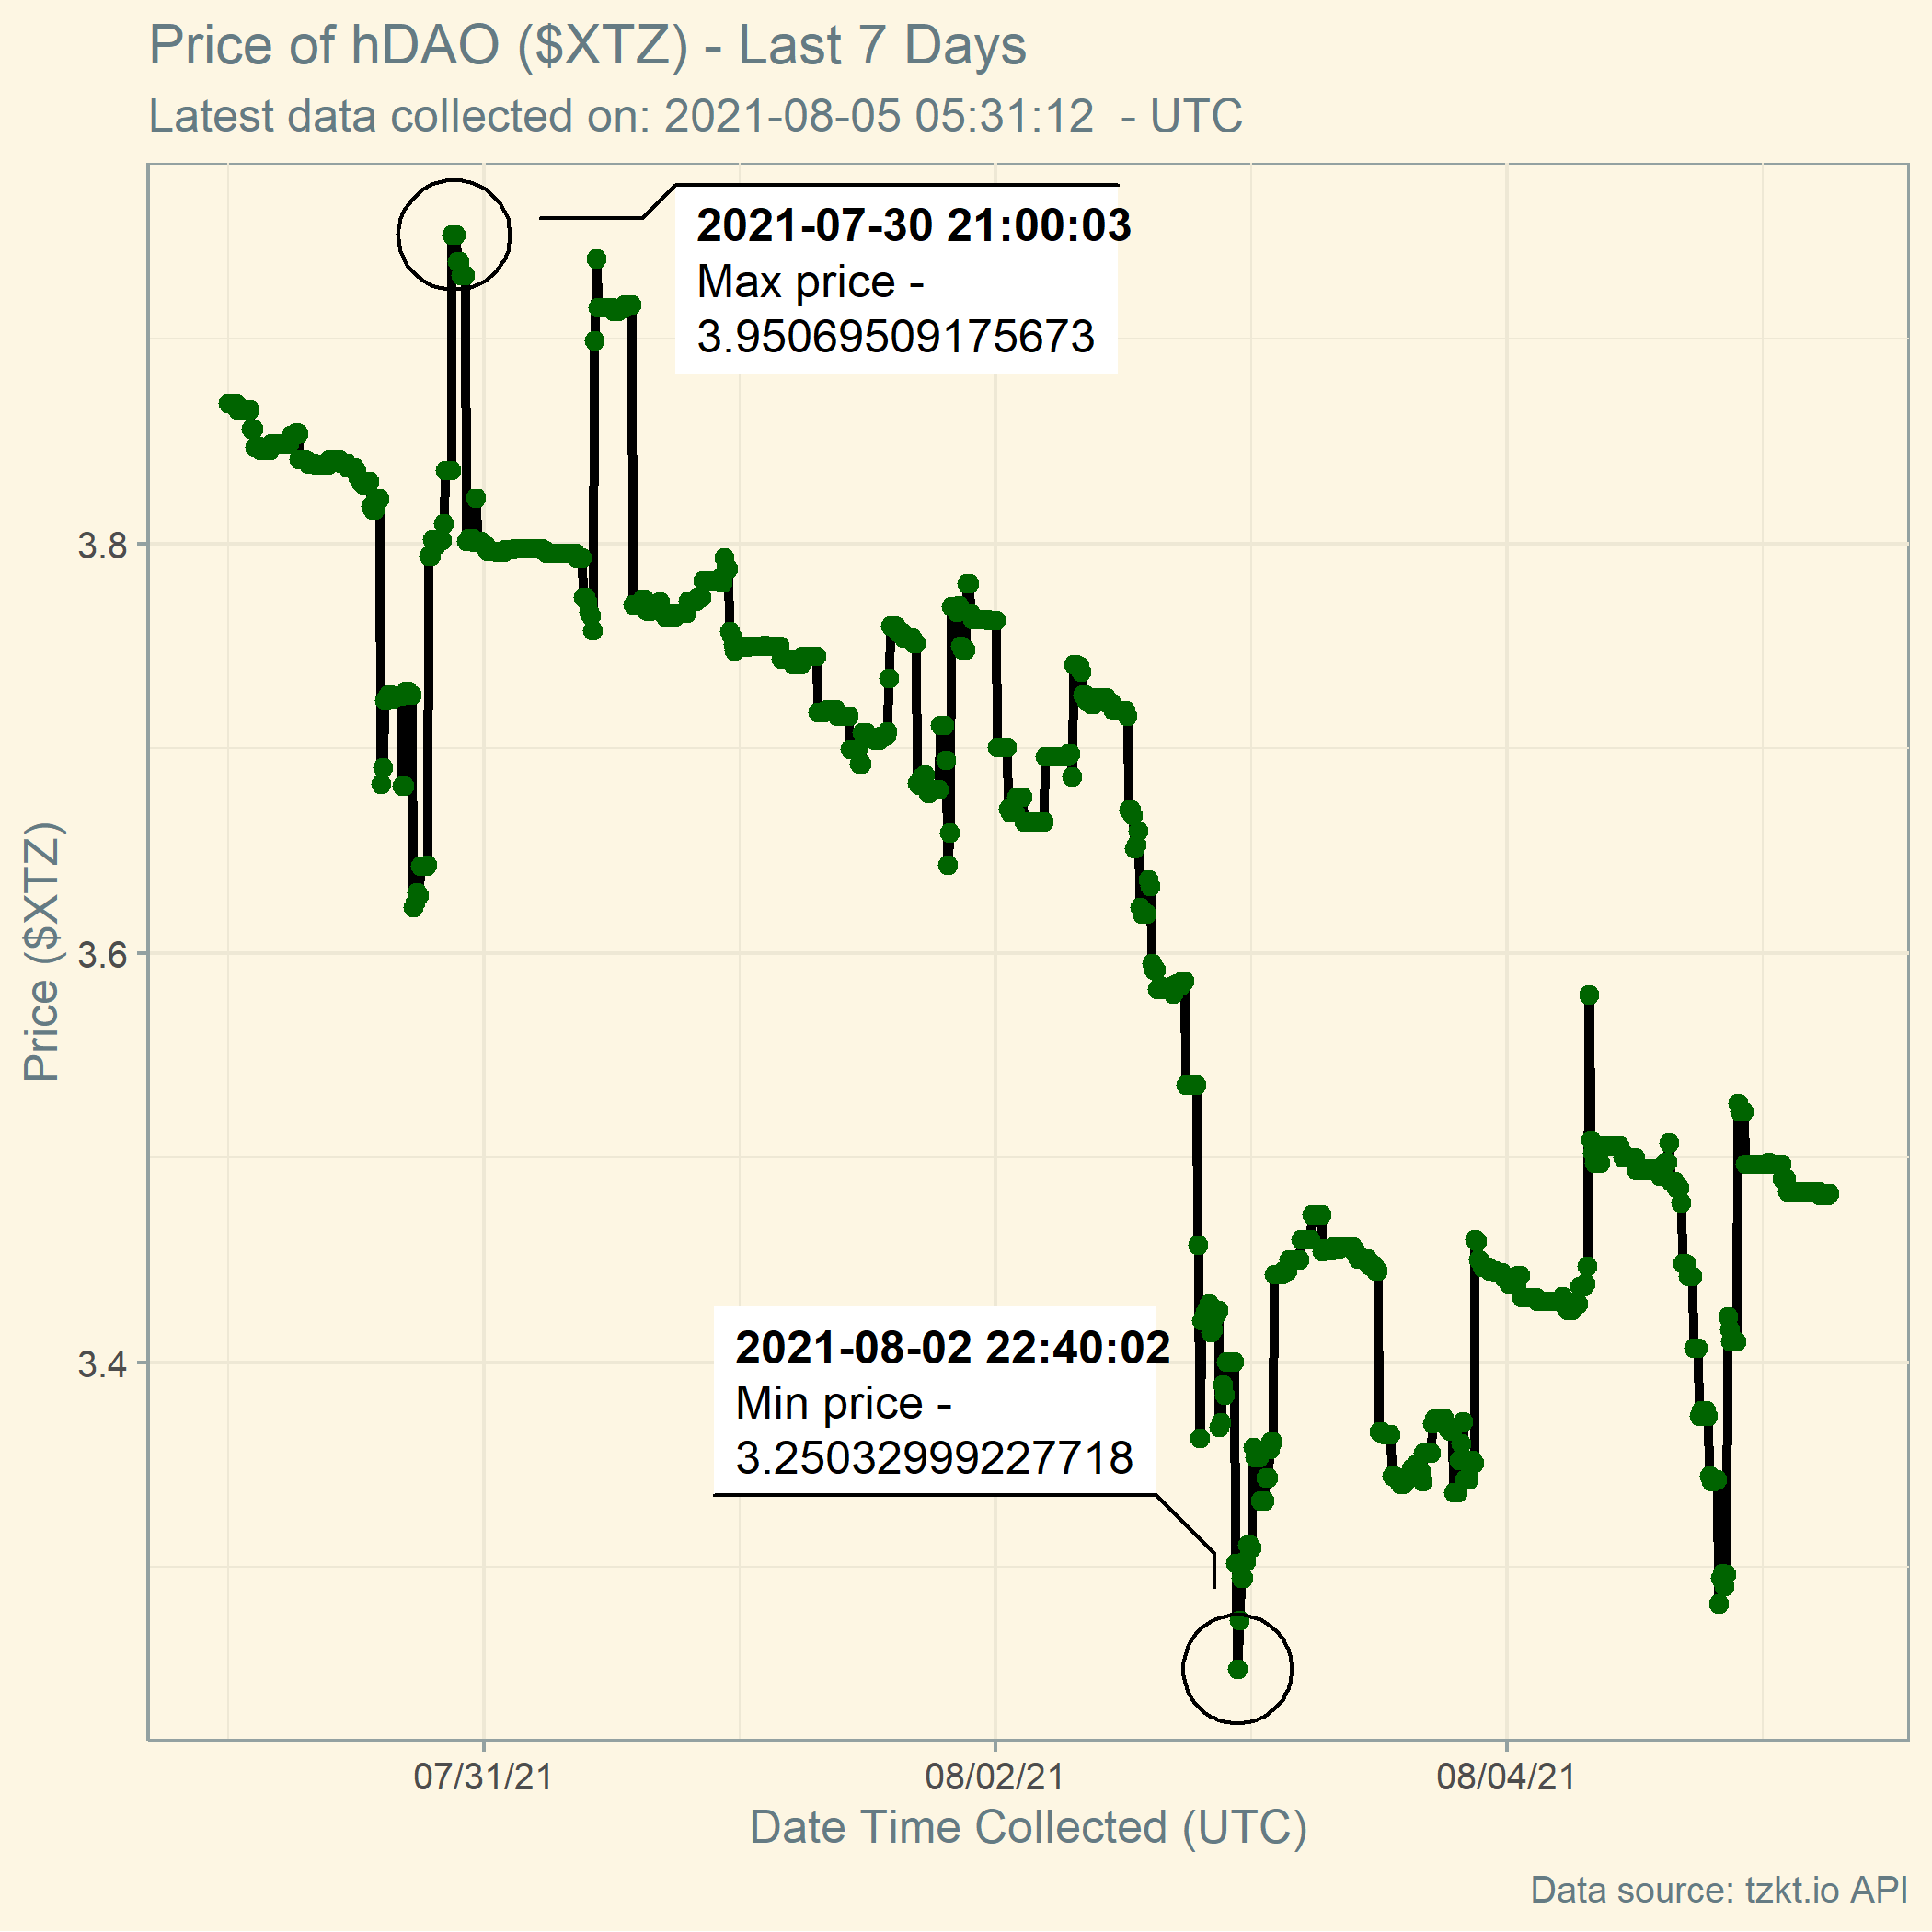 Price of hDAO ($XTZ) - Last 7 Days
Latest data collected on: 2021-08-05 05:31:12  - UTC
2021-07-30 21:00:03
Max price -
3.95069509175673
3.8
3.6
3.4
Price ($XTZ)
2021-08-02 22:40:02
Min price -
3.25032999227718
07/31/21
08/02/21
08/04/21
Date Time Collected (UTC)
Data source: tzkt.io API